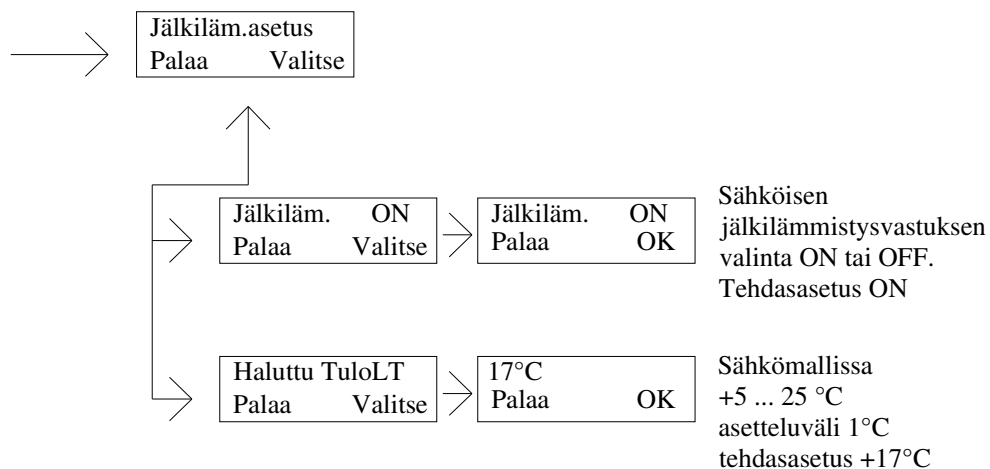 Jälkiläm.asetus
Palaa Valitse
Jälkiläm. ON
Palaa Valitse
Jälkiläm. ON
Palaa OK
Sähköisen
jälkilämmistysvastuksen
valinta ON tai OFF.
Tehdasasetus ON
Haluttu TuloLT
Palaa Valitse
17°C
Palaa OK
Sähkömallissa
+5 ... 25 °C
asetteluväli 1°C
tehdasasetus +17°C